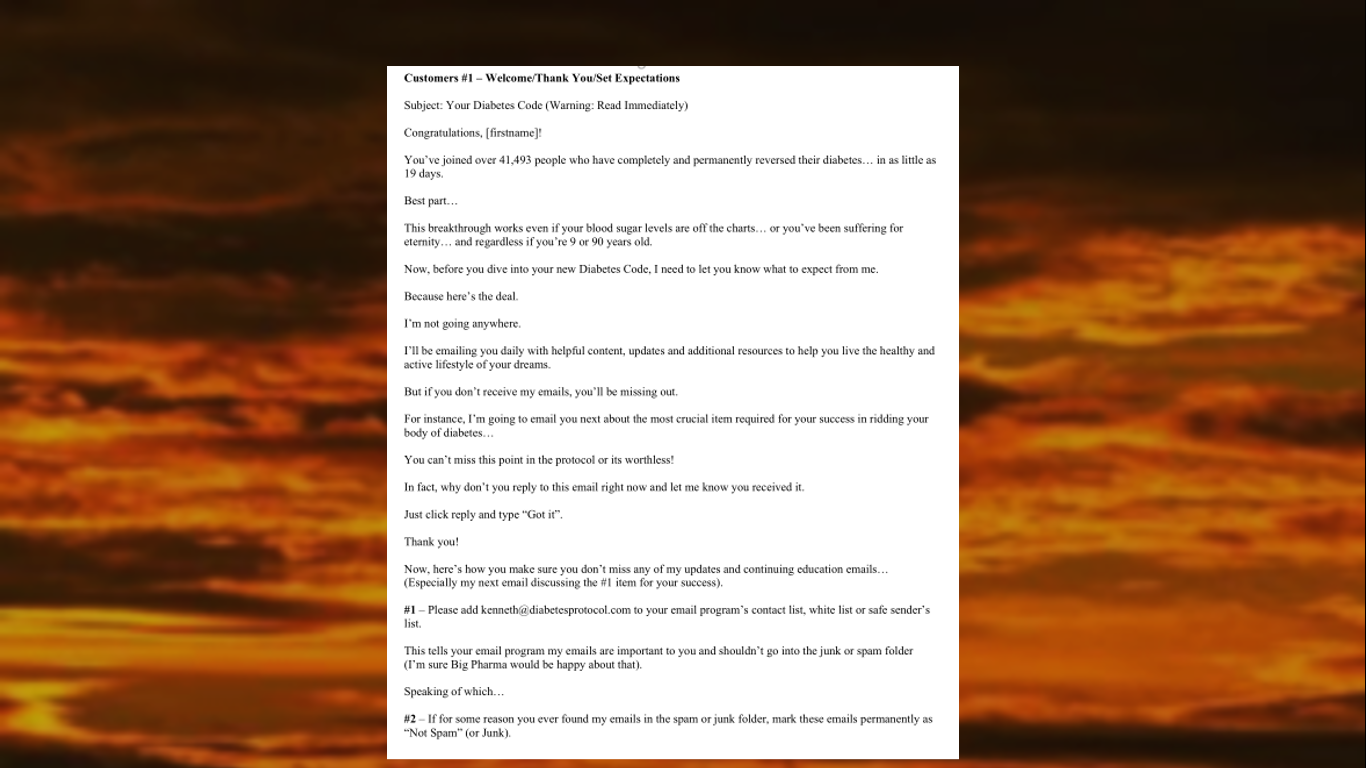 Customers #1 – Welcome/Thank You/Set Expectations
Subject: Your Diabetes Code (Warning: Read Immediately)
Congratulations, [firstname]!
You’ve joined over 41,493 people who have completely and permanently reversed their diabetes… in as little as
19 days.
Best part…
This breakthrough works even if your blood sugar levels are off the charts… or you’ve been suffering for
eternity… and regardless if you’re 9 or 90 years old.
Now, before you dive into your new Diabetes Code, I need to let you know what to expect from me.
Because here’s the deal.
I’m not going anywhere.
I’ll be emailing you daily with helpful content, updates and additional resources to help you live the healthy and
active lifestyle of your dreams.
But if you don’t receive my emails, you’ll be missing out.
For instance, I’m going to email you next about the most crucial item required for your success in ridding your
body of diabetes…
You can’t miss this point in the protocol or its worthless!
In fact, why don’t you reply to this email right now and let me know you received it.
Just click reply and type “Got it”.
Thank you!
Now, here’s how you make sure you don’t miss any of my updates and continuing education emails…
(Especially my next email discussing the #1 item for your success).
#1 – Please add kenneth@diabetesprotocol.com to your email program’s contact list, white list or safe sender’s
list.
This tells your email program my emails are important to you and shouldn’t go into the junk or spam folder
(I’m sure Big Pharma would be happy about that).
Speaking of which…
#2 – If for some reason you ever found my emails in the spam or junk folder, mark these emails permanently as
“Not Spam” (or Junk).